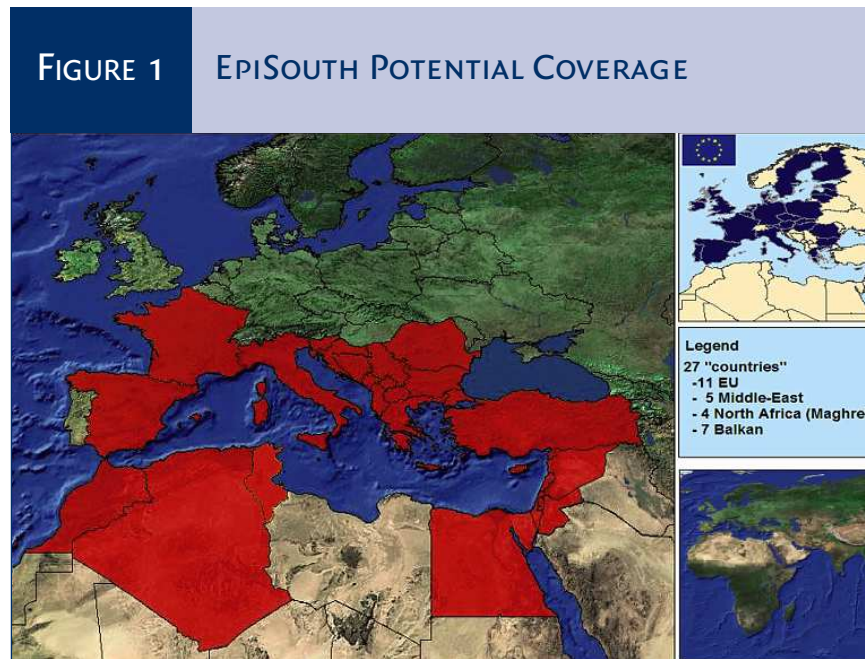 FIGURE 1
EPISOUTH POTENTIAL COVERAGE
Legend
27 "countries"
-11 EU
- 5 Middle-East
- 4 North Africa (Maghre
- 7 Balkan